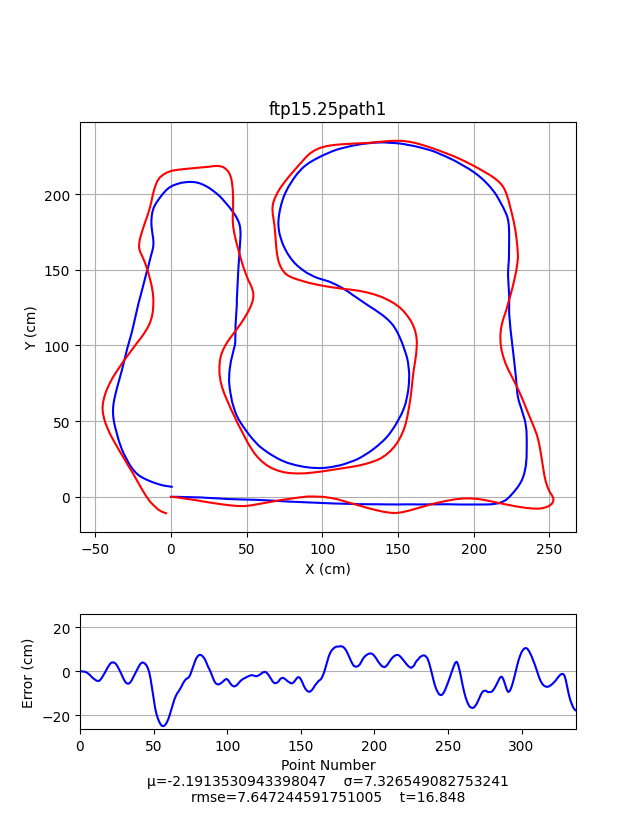 ftp15.25path1
200
150
100
50
0
Y (cm)
−50 0 50 100 150 200 250
X (cm)
20
0
−20
Error (cm)
0 50 100 150 200 250 300
Point Number
μ=-2.1913530943398047 σ=7.326549082753241
rmse=7.647244591751005 t=16.848